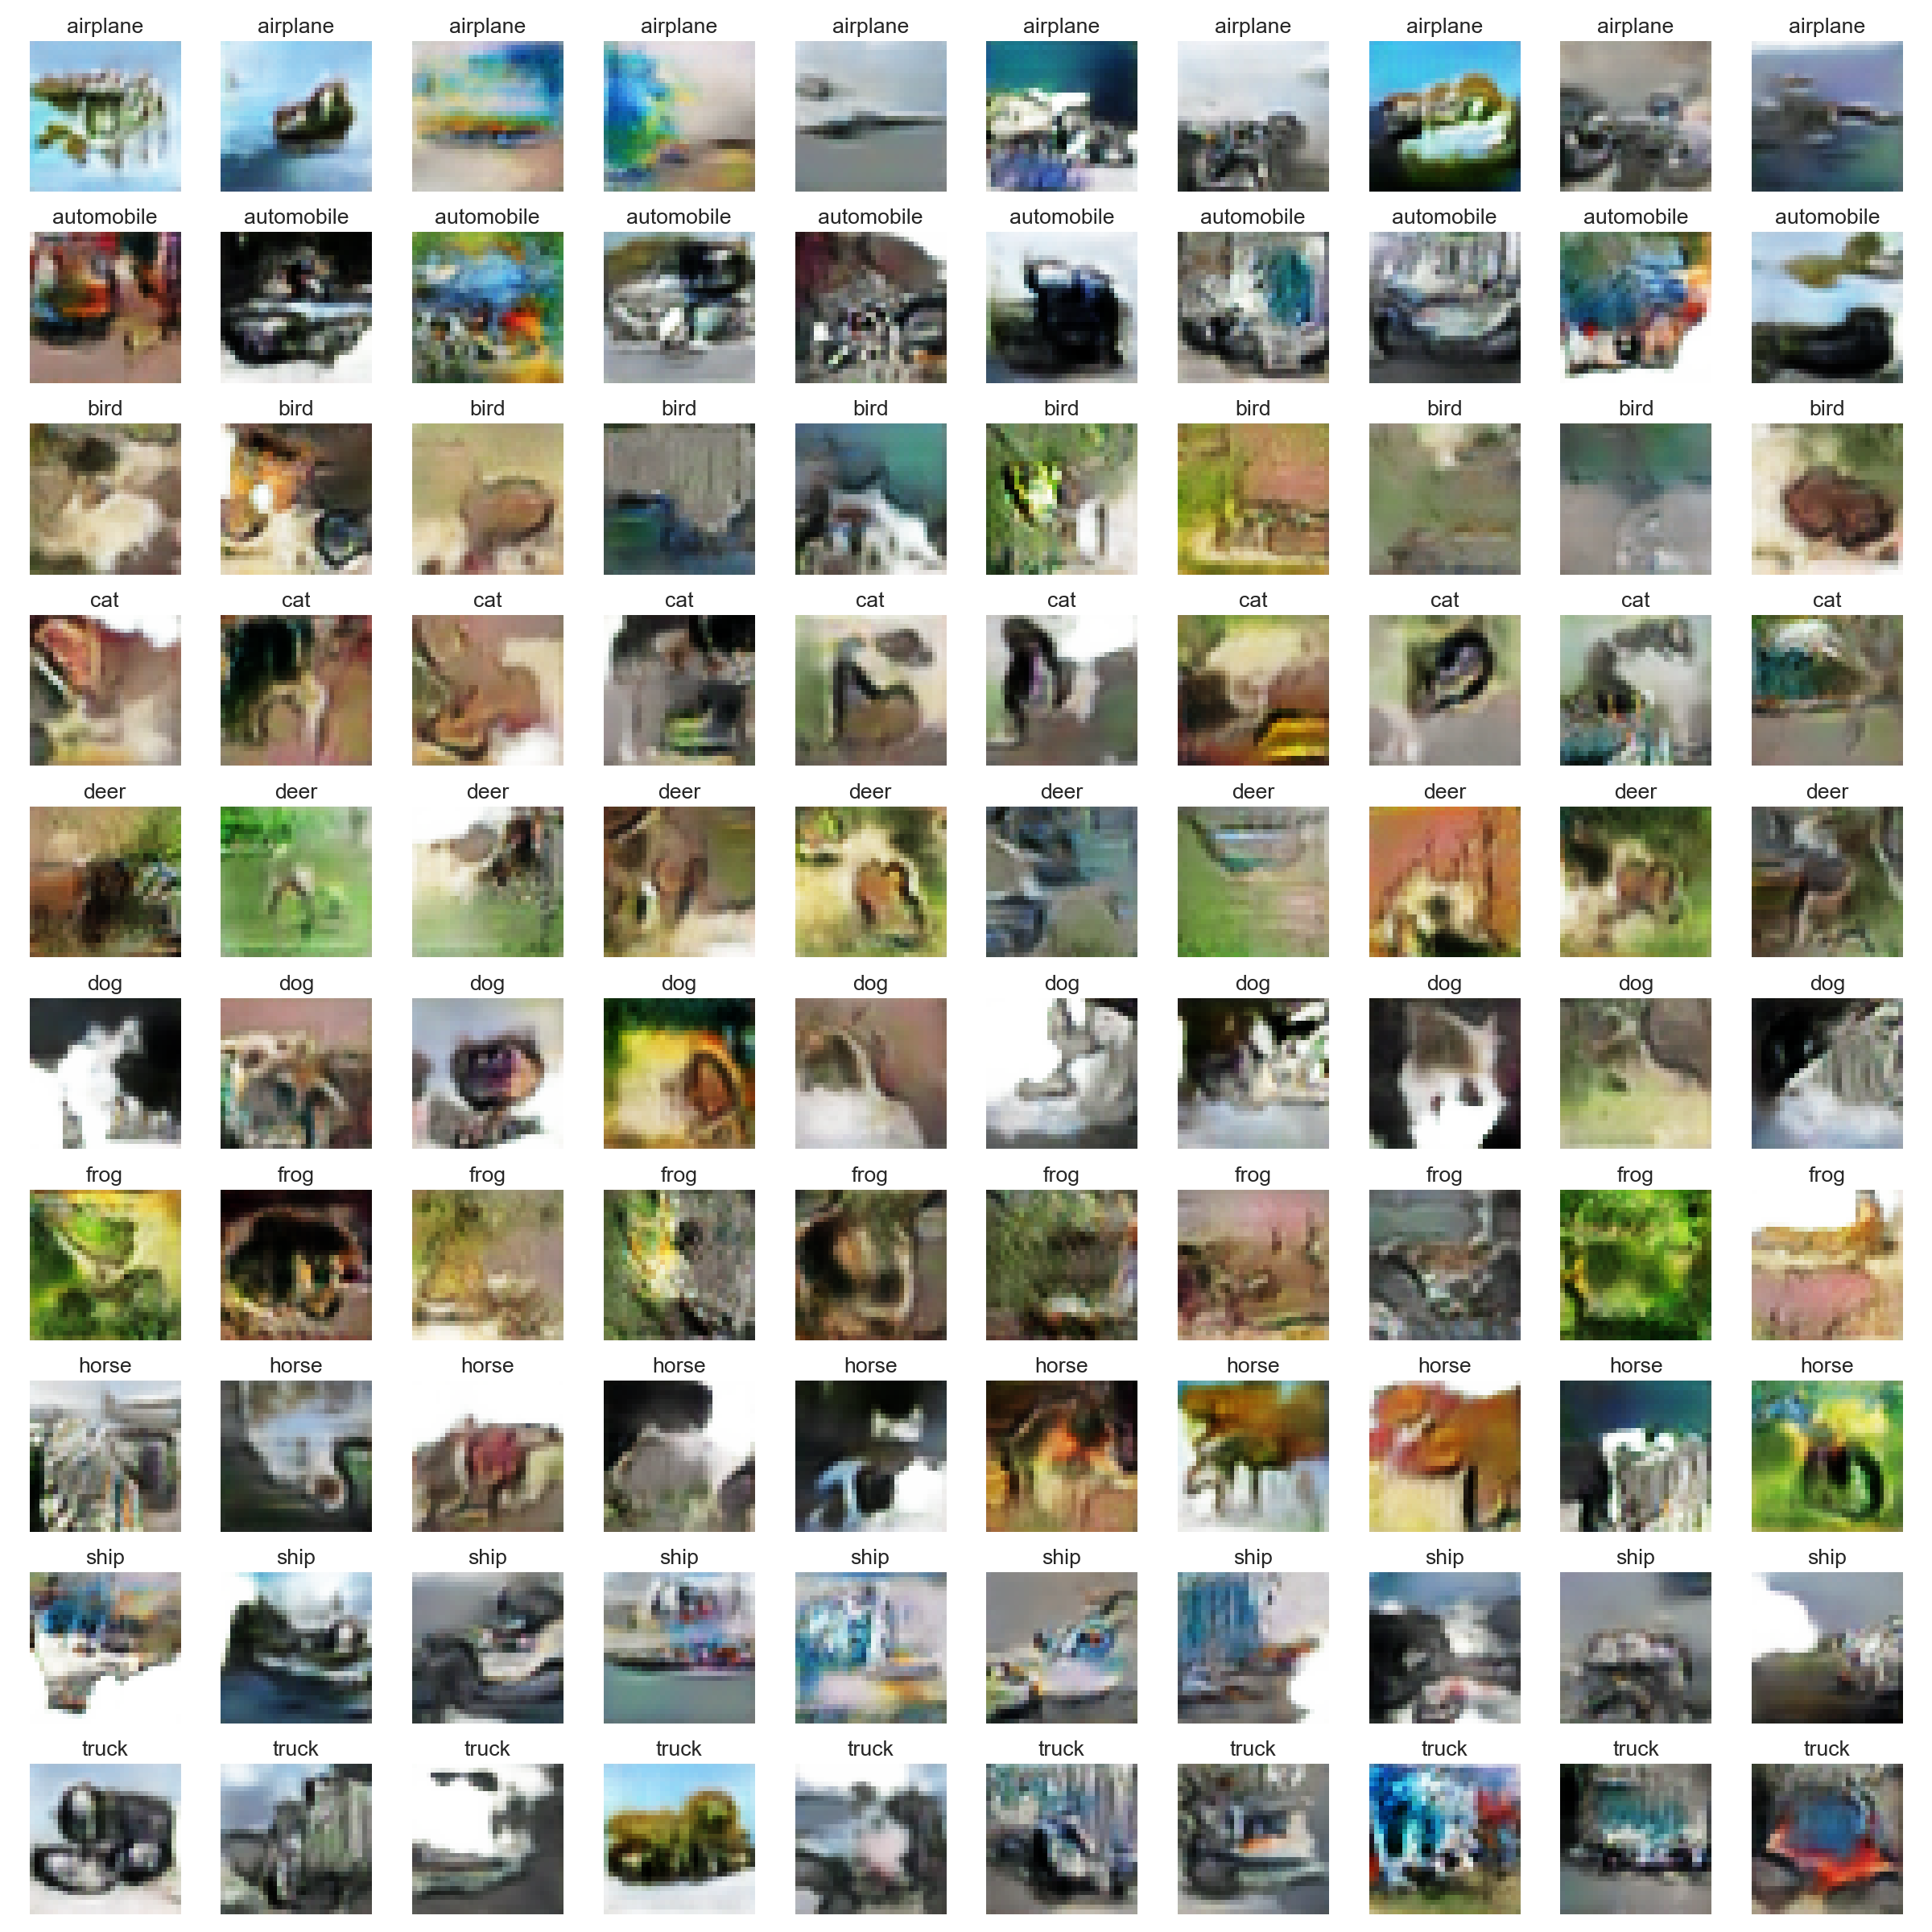 airplane airplane airplane airplane airplane airplane airplane airplane airplane airplane
automobile automobile automobile automobile automobile automobile automobile automobile automobile automobile
bird bird bird bird bird bird bird bird bird bird
cat cat cat cat cat cat cat cat cat cat
deer deer deer deer deer deer deer deer deer deer
dog dog dog dog dog dog dog dog dog dog
frog frog frog frog frog frog frog frog frog frog
horse horse horse horse horse horse horse horse horse horse
ship ship ship ship ship ship ship ship ship ship
truck truck truck truck truck truck truck truck truck truck